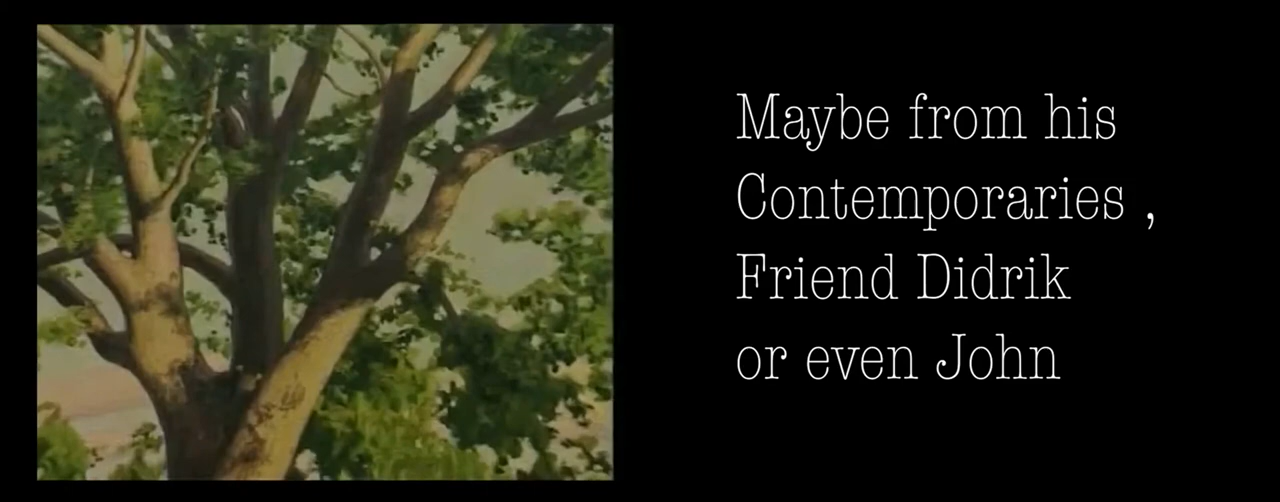 Maybe from his
Contemporaries ,
Friend Didrik
or even John